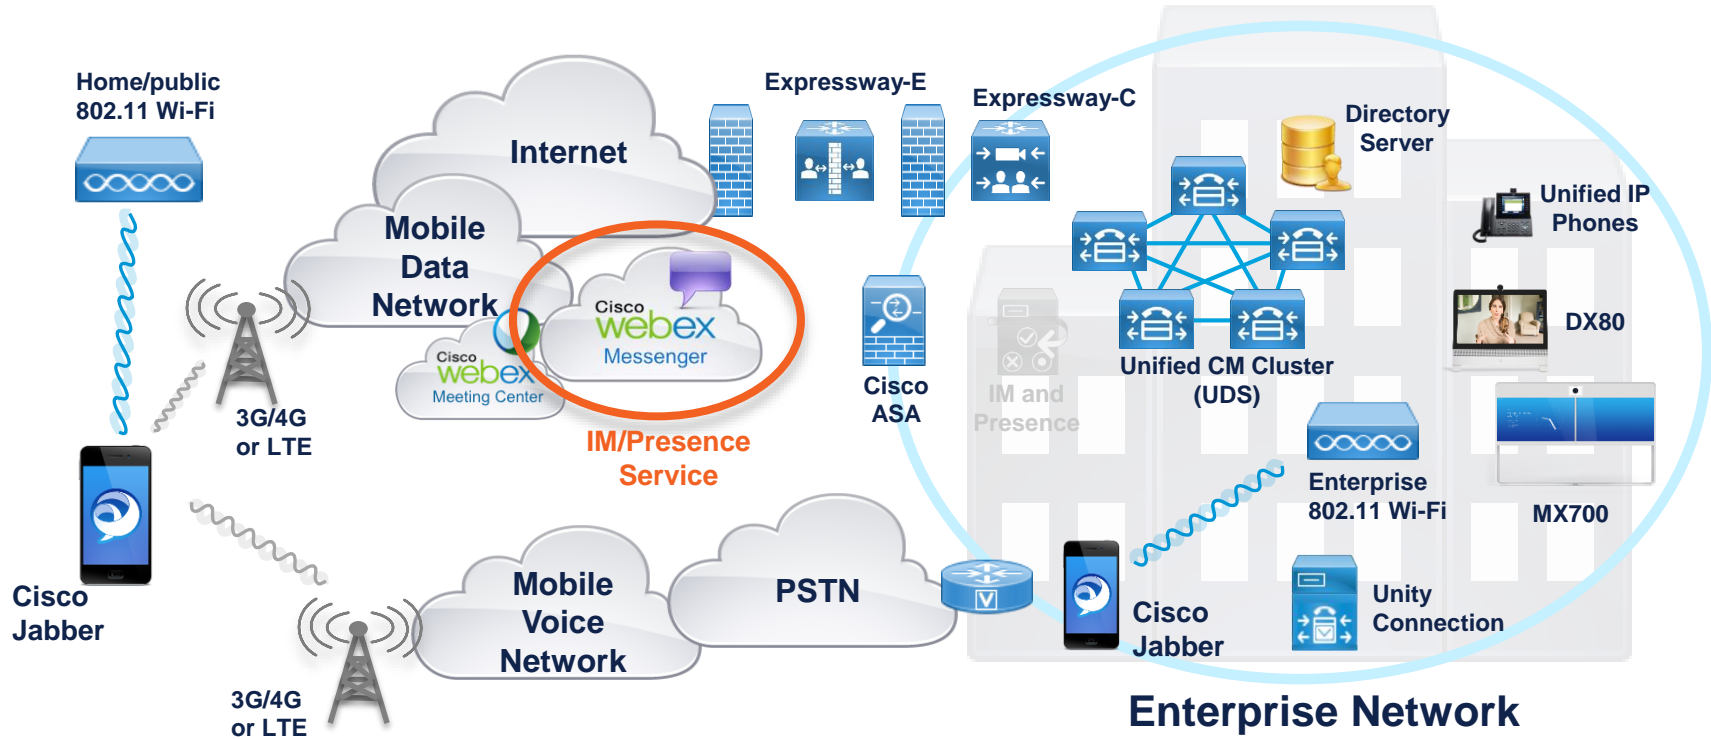 Home/public
802.11 Wi-Fi
Internet
Expressway-E
Expressway-C
Directory
Server
Unified IP
Phones
Mobile
Data
Network
Cisco
webex
Messenger
Cisco
webex
Meeting Center
IM/Presence
Service
3G/4G
or LTE
Cisco
ASA
IM and
Presence
Unified CM Cluster
(UDS)
DX80
MX700
Enterprise
802.11 Wi-Fi
Cisco
Jabber
3G/4G
or LTE
Mobile
Voice
Network
PSTN
V
Cisco
Jabber
Unity
Connection
Enterprise Network